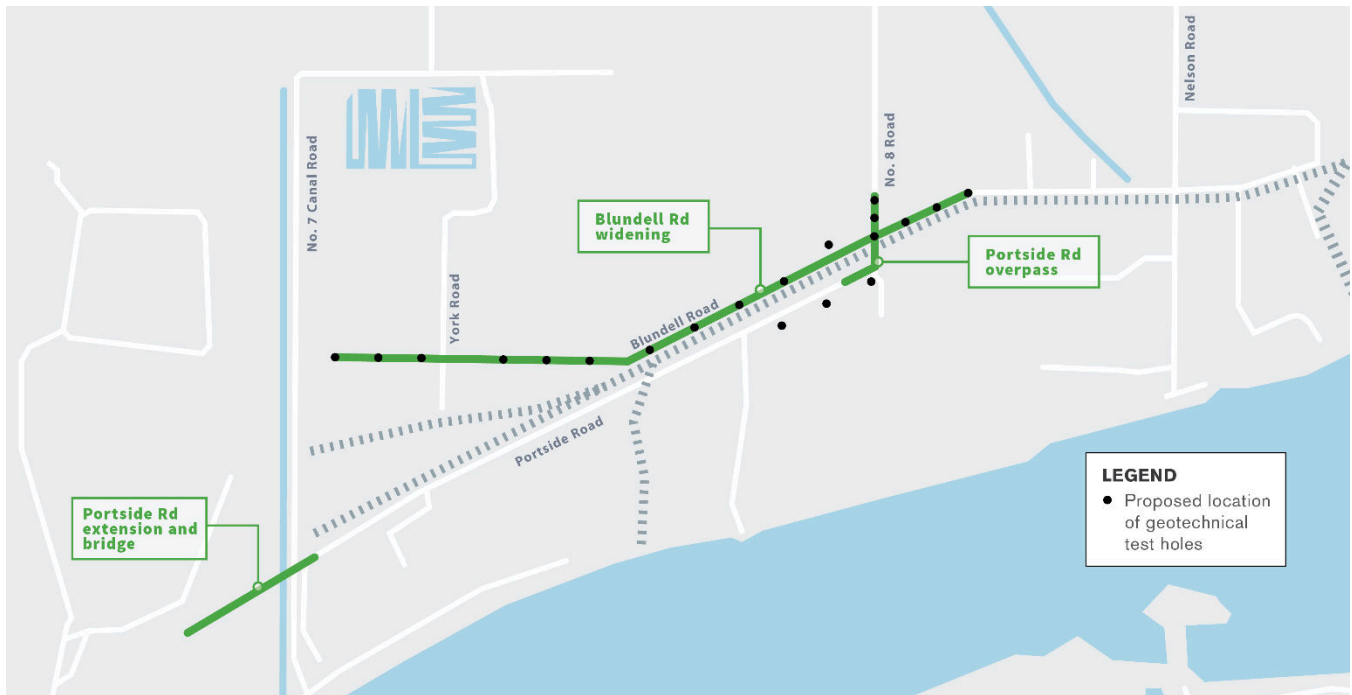 No. 7 Canal Road
York Road
Blundell Rd
widening
No. 8 Road
Nelson Road
Portside Rd
overpass
Blundell Road
Portside Road
Portside Rd
extension and
bridge
LEGEND
Proposed location
of geotechnical
test holes